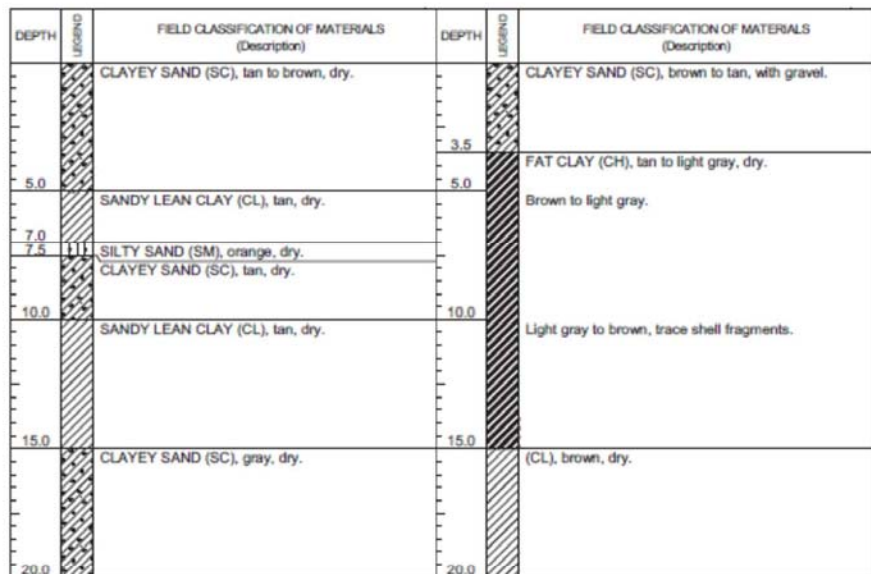 DEPTH
LEGEND
FIELD CLASSIFICATION OF MATERIALS
(Description)
CLAYEY SAND (SC), tan to brown, dry.
5.0
SANDY LEAN CLAY (CL), tan, dry.
7.0
7.5
SILTY SAND (SM), orange, dry.
CLAYEY SAND (SC), tan, dry.
10.0
SANDY LEAN CLAY (CL), tan, dry.
15.0
CLAYEY SAND (SC), gray, dry.
20.0
DEPTH
LEGEND
FIELD CLASSIFICATION OF MATERIALS
(Description)
CLAYEY SAND (SC), brown to tan, with gravel.
3.5
FAT CLAY (CH), tan to light gray, dry.
5.0
Brown to light gray.
10.0
Light gray to brown, trace shell fragments.
15.0
(CL), brown, dry.
20.0